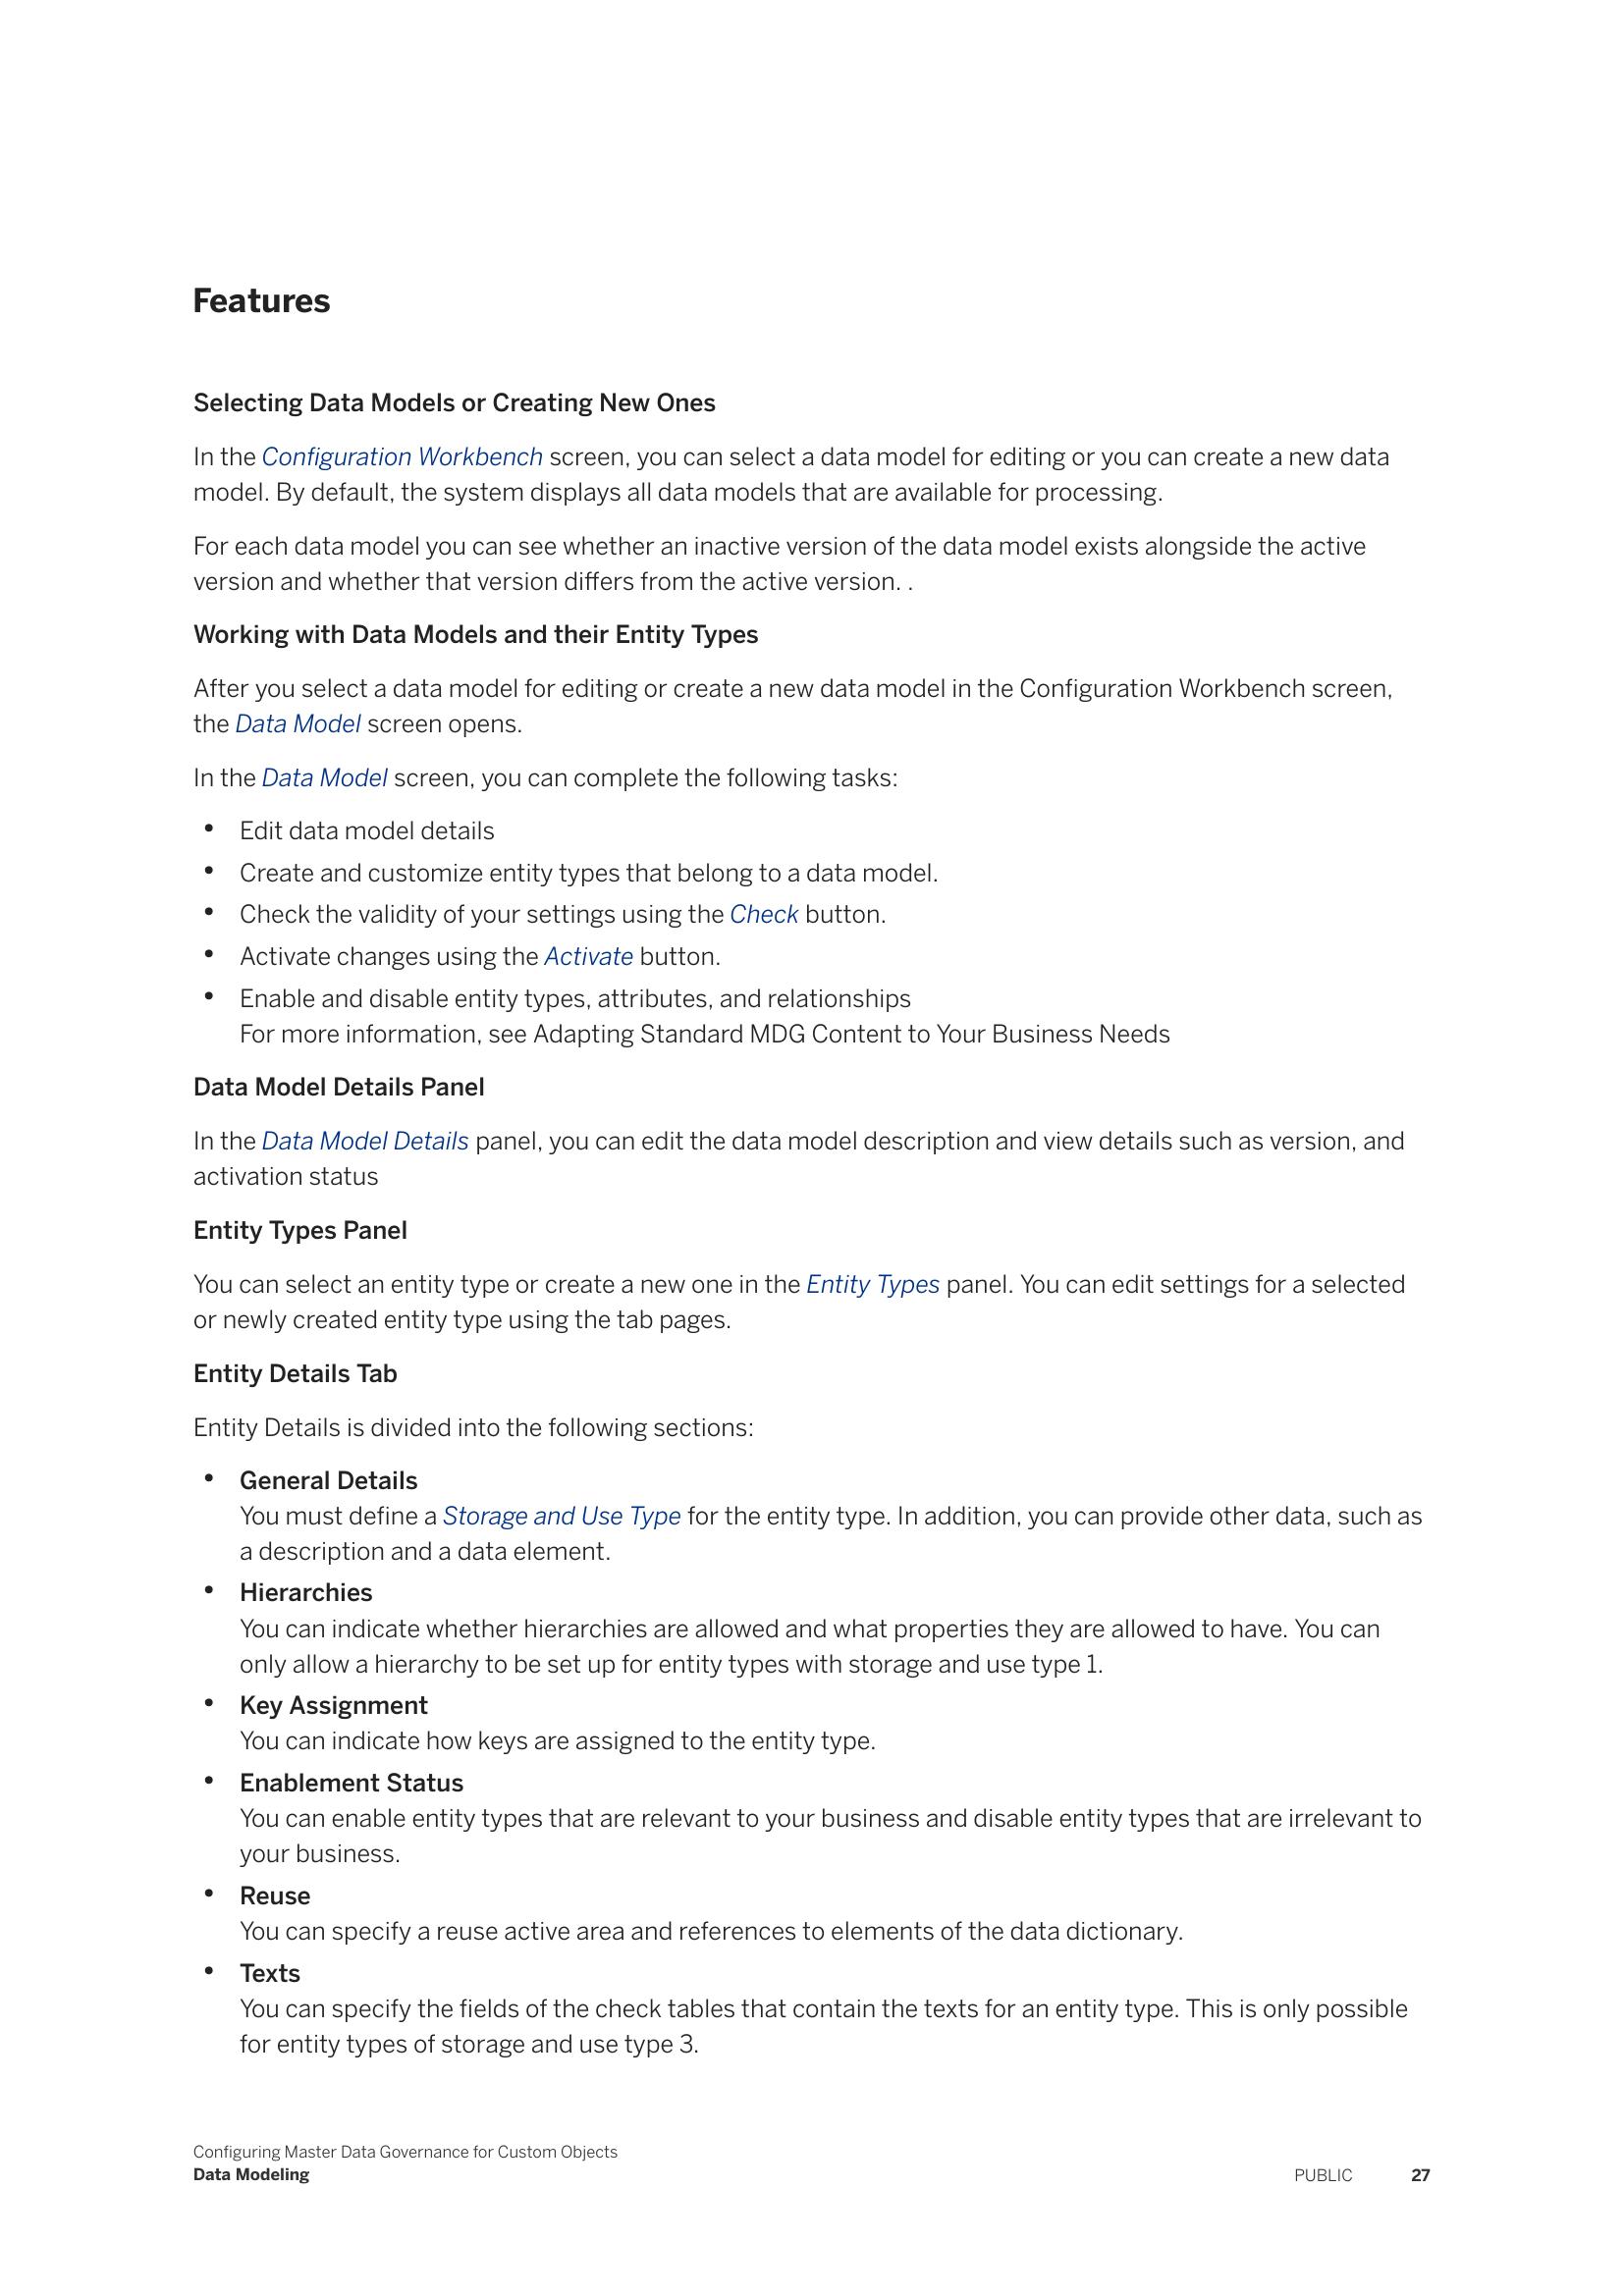 Features
Selecting Data Models or Creating New Ones
In the Configuration Workbench screen, you can select a data model for editing or you can create a new data
model. By default, the system displays all data models that are available for processing.
For each data model you can see whether an inactive version of the data model exists alongside the active
version and whether that version differs from the active version. .
Working with Data Models and their Entity Types
After you select a data model for editing or create a new data model in the Configuration Workbench screen,
the Data Model screen opens.
In the Data Model screen, you can complete the following tasks:
• Edit data model details
• Create and customize entity types that belong to a data model.
• Check the validity of your settings using the Check button.
• Activate changes using the Activate button.
• Enable and disable entity types, attributes, and relationships
For more information, see Adapting Standard MDG Content to Your Business Needs
Data Model Details Panel
In the Data Model Details panel, you can edit the data model description and view details such as version, and
activation status
Entity Types Panel
You can select an entity type or create a new one in the Entity Types panel. You can edit settings for a selected
or newly created entity type using the tab pages.
Entity Details Tab
Entity Details is divided into the following sections:
• General Details
You must define a Storage and Use Type for the entity type. In addition, you can provide other data, such as
a description and a data element.
• Hierarchies
You can indicate whether hierarchies are allowed and what properties they are allowed to have. You can
only allow a hierarchy to be set up for entity types with storage and use type 1.
• Key Assignment
You can indicate how keys are assigned to the entity type.
• Enablement Status
You can enable entity types that are relevant to your business and disable entity types that are irrelevant to
your business.
• Reuse
You can specify a reuse active area and references to elements of the data dictionary.
• Texts
You can specify the fields of the check tables that contain the texts for an entity type. This is only possible
for entity types of storage and use type 3.
Configuring Master Data Governance for Custom Objects
Data Modeling
PUBLIC 27